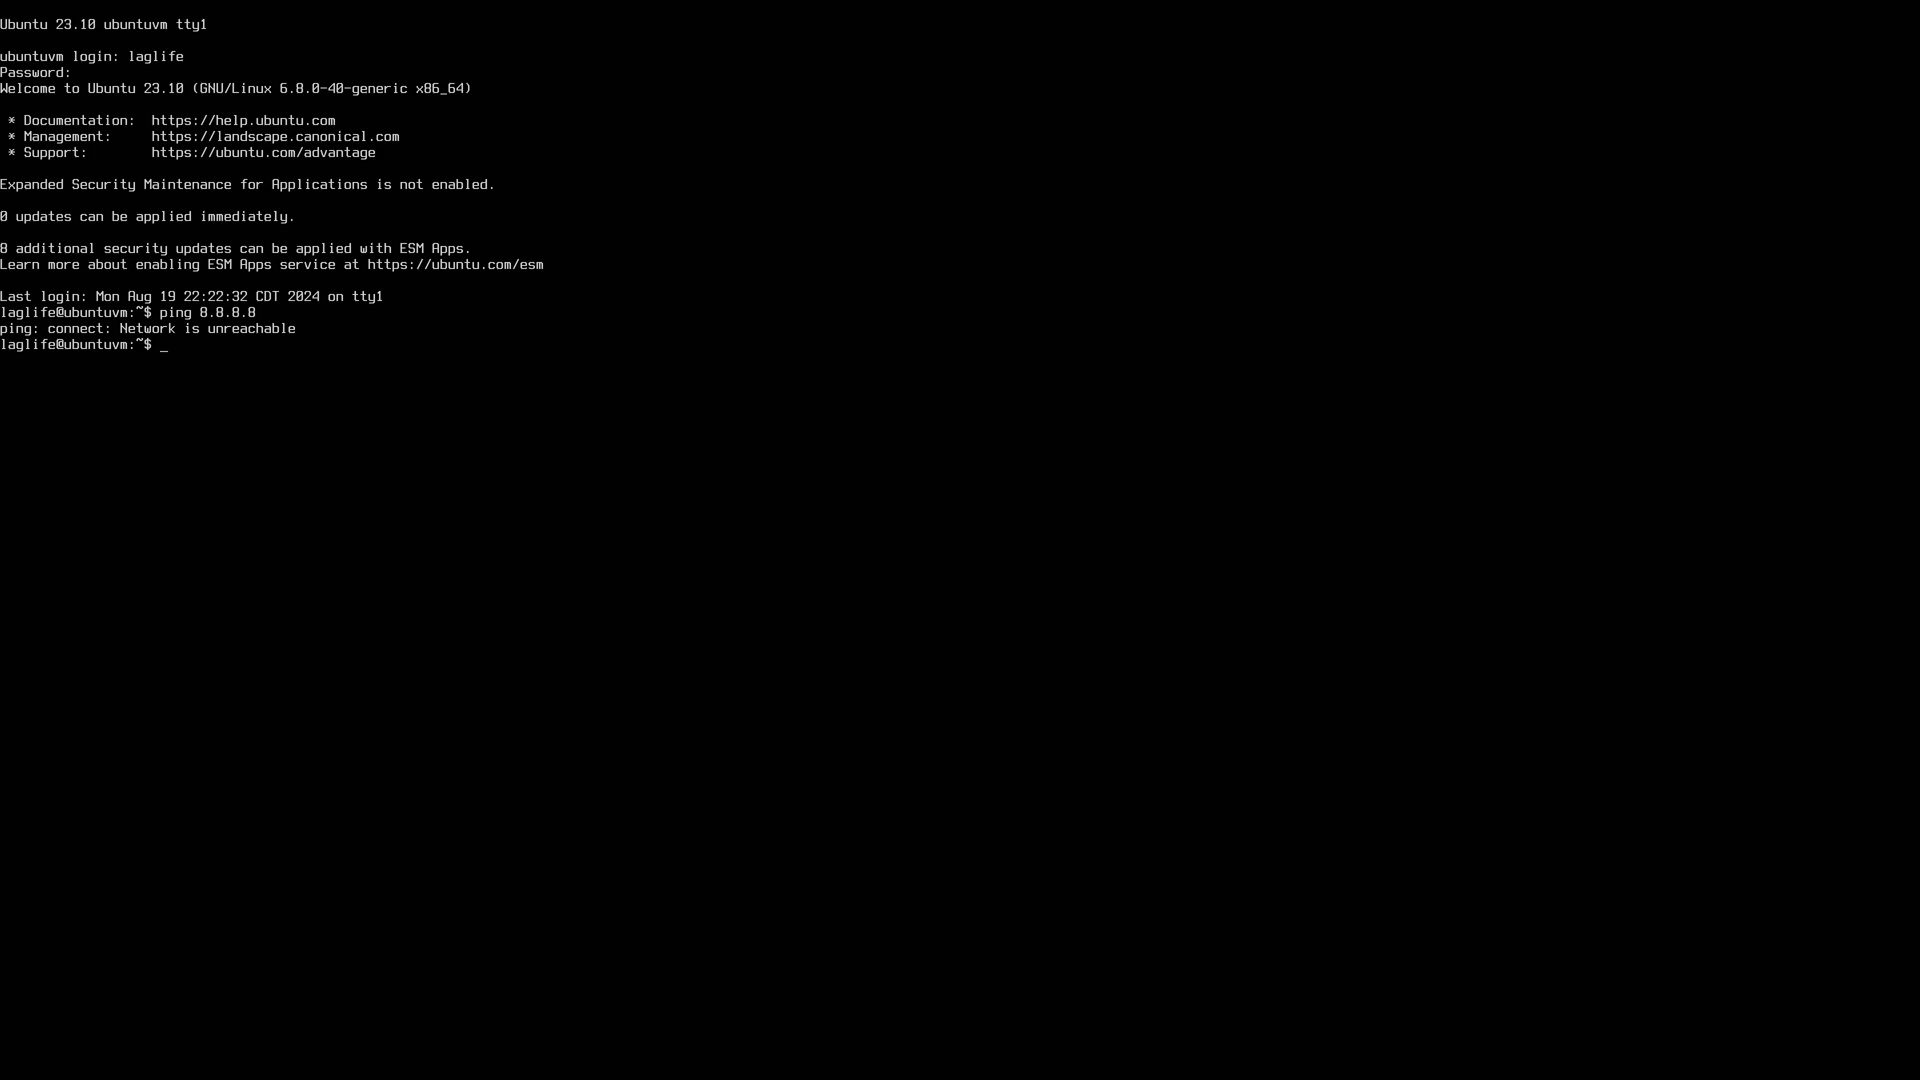 Ubuntu 23.10 ubuntuvm tty1
ubuntuvm login: laglife
Password:
Welcome to Ubuntu 23.10 (GNU/Linux 6.8.0-40-generic x86_64)
* Documentation:  https://help.ubuntu.com
* Management:     https://landscape.canonical.com
* Support:        https://ubuntu.com/advantage
Expanded Security Maintenance for Applications is not enabled.
0 updates can be applied immediately.
8 additional security updates can be applied with ESM Apps.
Learn more about enabling ESM Apps service at https://ubuntu.com/esm
Last login: Mon Aug 19 22:22:32 CDT 2024 on tty1
laglife@ubuntuvm:~$ ping 8.8.8.8
ping: connect: Network is unreachable
laglife@ubuntuvm:~$ _